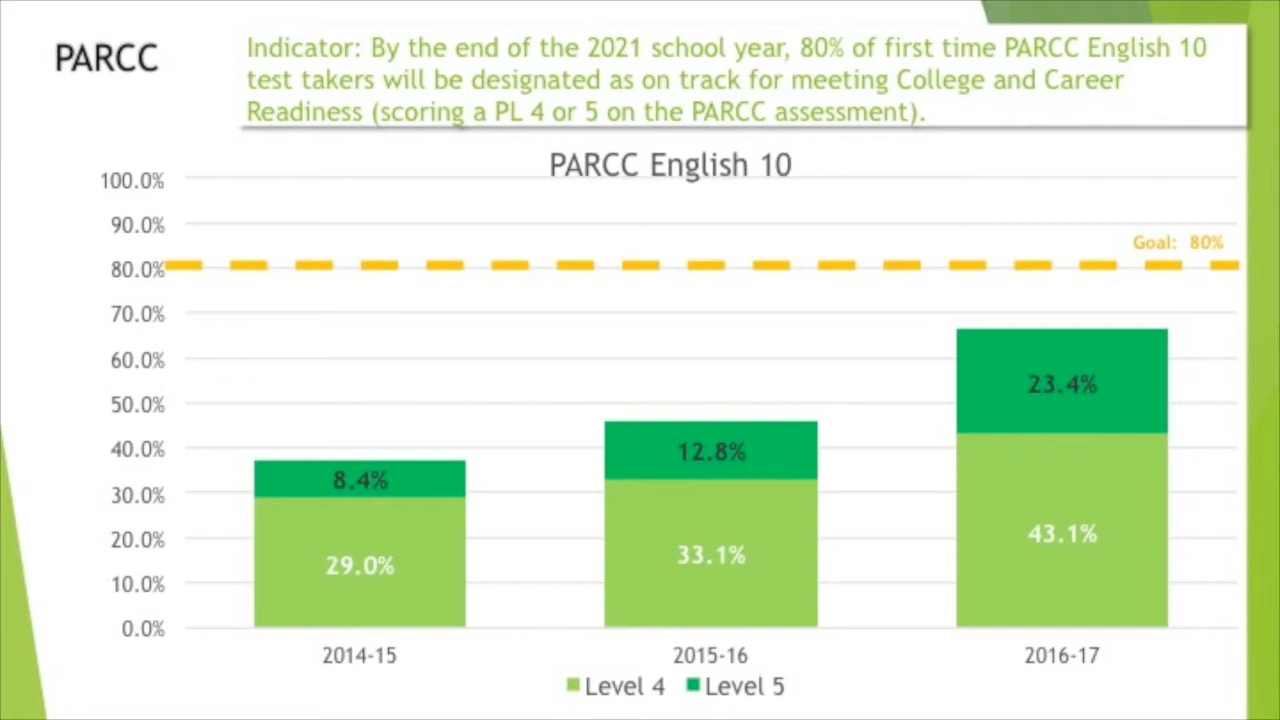 PARCC
Indicator: By the end of the 2021 school year, 80% of first time PARCC English 10
test takers will be designated as on track for meeting College and Career
Readiness (scoring a PL 4 or 5 on the PARCC assessment).
PARCC English 10
100.0%
90.0%
Goal: 80%
80.0%
70.0%
60.0%
50.0%
40.0%
30.0%
20.0%
10.0%
0.0%
8.4%
29.0%
12.8%
33.1%
23.4%
43.1%
2014-15 2015-16 2016-17
Level 4 Level 5